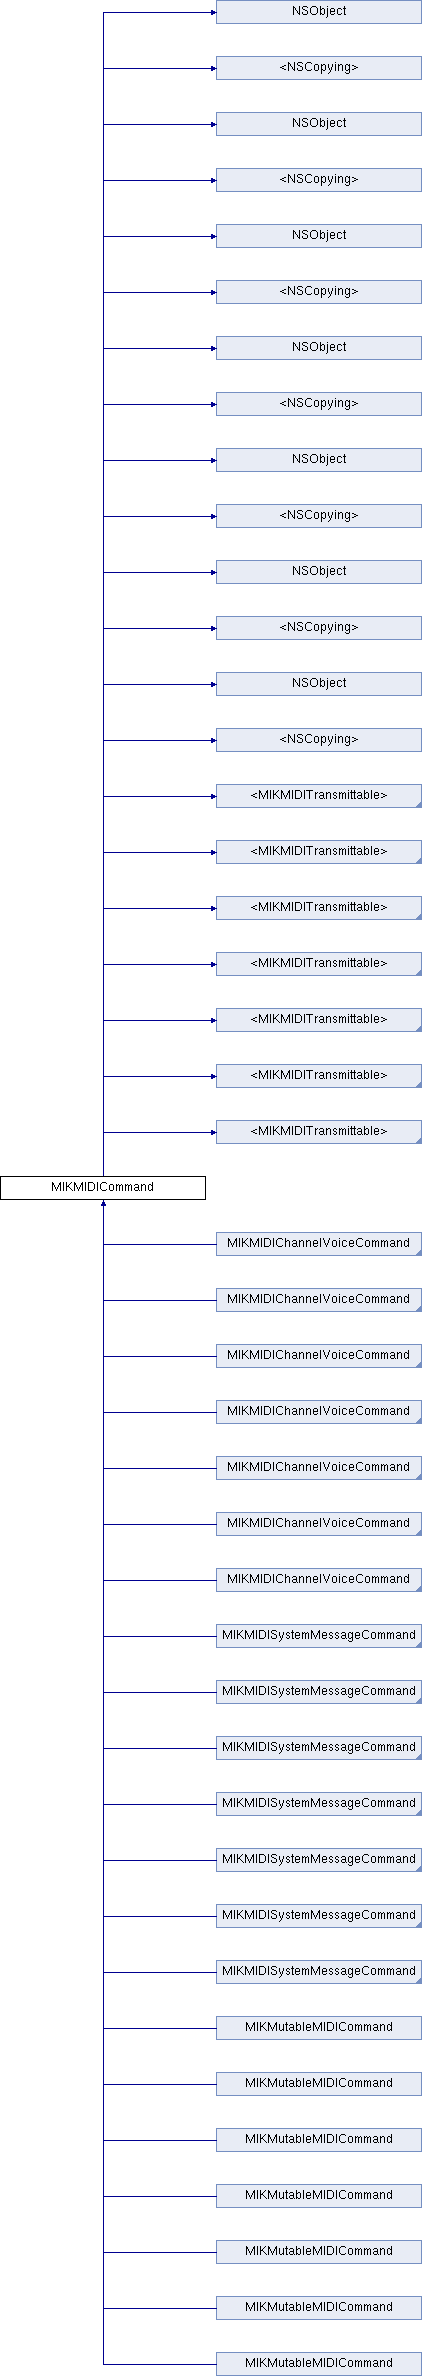 NSObject
<NSCopying>
NSObject
<NSCopying>
NSObject
<NSCopying>
NSObject
<NSCopying>
NSObject
<NSCopying>
NSObject
<NSCopying>
NSObject
<NSCopying>
<MIKMIDITransmittable>
<MIKMIDITransmittable>
<MIKMIDITransmittable>
<MIKMIDITransmittable>
<MIKMIDITransmittable>
<MIKMIDITransmittable>
<MIKMIDITransmittable>
MIKMIDICommand
MIKMIDIChannelVoiceCommand
MIKMIDIChannelVoiceCommand
MIKMIDIChannelVoiceCommand
MIKMIDIChannelVoiceCommand
MIKMIDIChannelVoiceCommand
MIKMIDIChannelVoiceCommand
MIKMIDIChannelVoiceCommand
MIKMIDISystemMessageCommand
MIKMIDISystemMessageCommand
MIKMIDISystemMessageCommand
MIKMIDISystemMessageCommand
MIKMIDISystemMessageCommand
MIKMIDISystemMessageCommand
MIKMIDISystemMessageCommand
MIKMutableMIDICommand
MIKMutableMIDICommand
MIKMutableMIDICommand
MIKMutableMIDICommand
MIKMutableMIDICommand
MIKMutableMIDICommand
MIKMutableMIDICommand